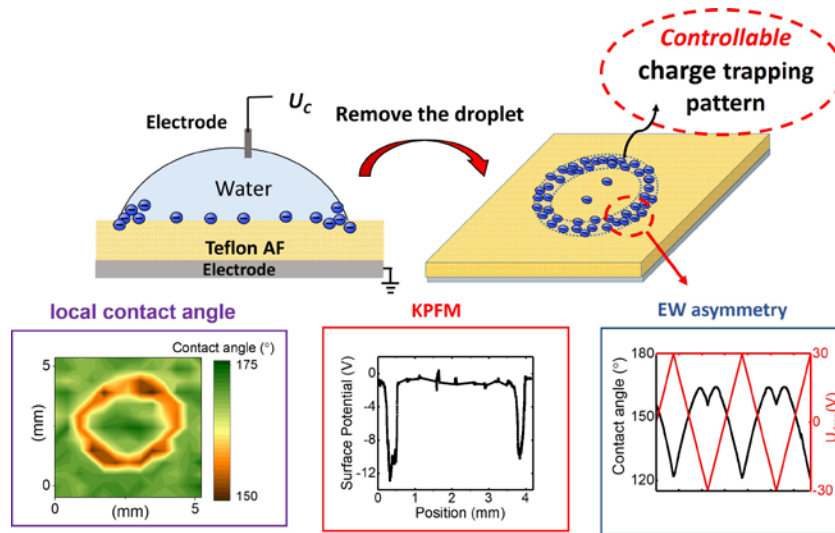 Controllable
charge trapping
pattern
U_C
Electrode
Remove the droplet
Water
Teflon AF
Electrode
local contact angle
KPFM
EW asymmetry
Contact angle (°)
175
150
5
0
(mm)
0
5
(mm)
0
-4
-8
-12
Surface Potential (V)
0
1
2
3
4
Position (mm)
180
150
120
Contact angle (°)
30
0
-30
(V)